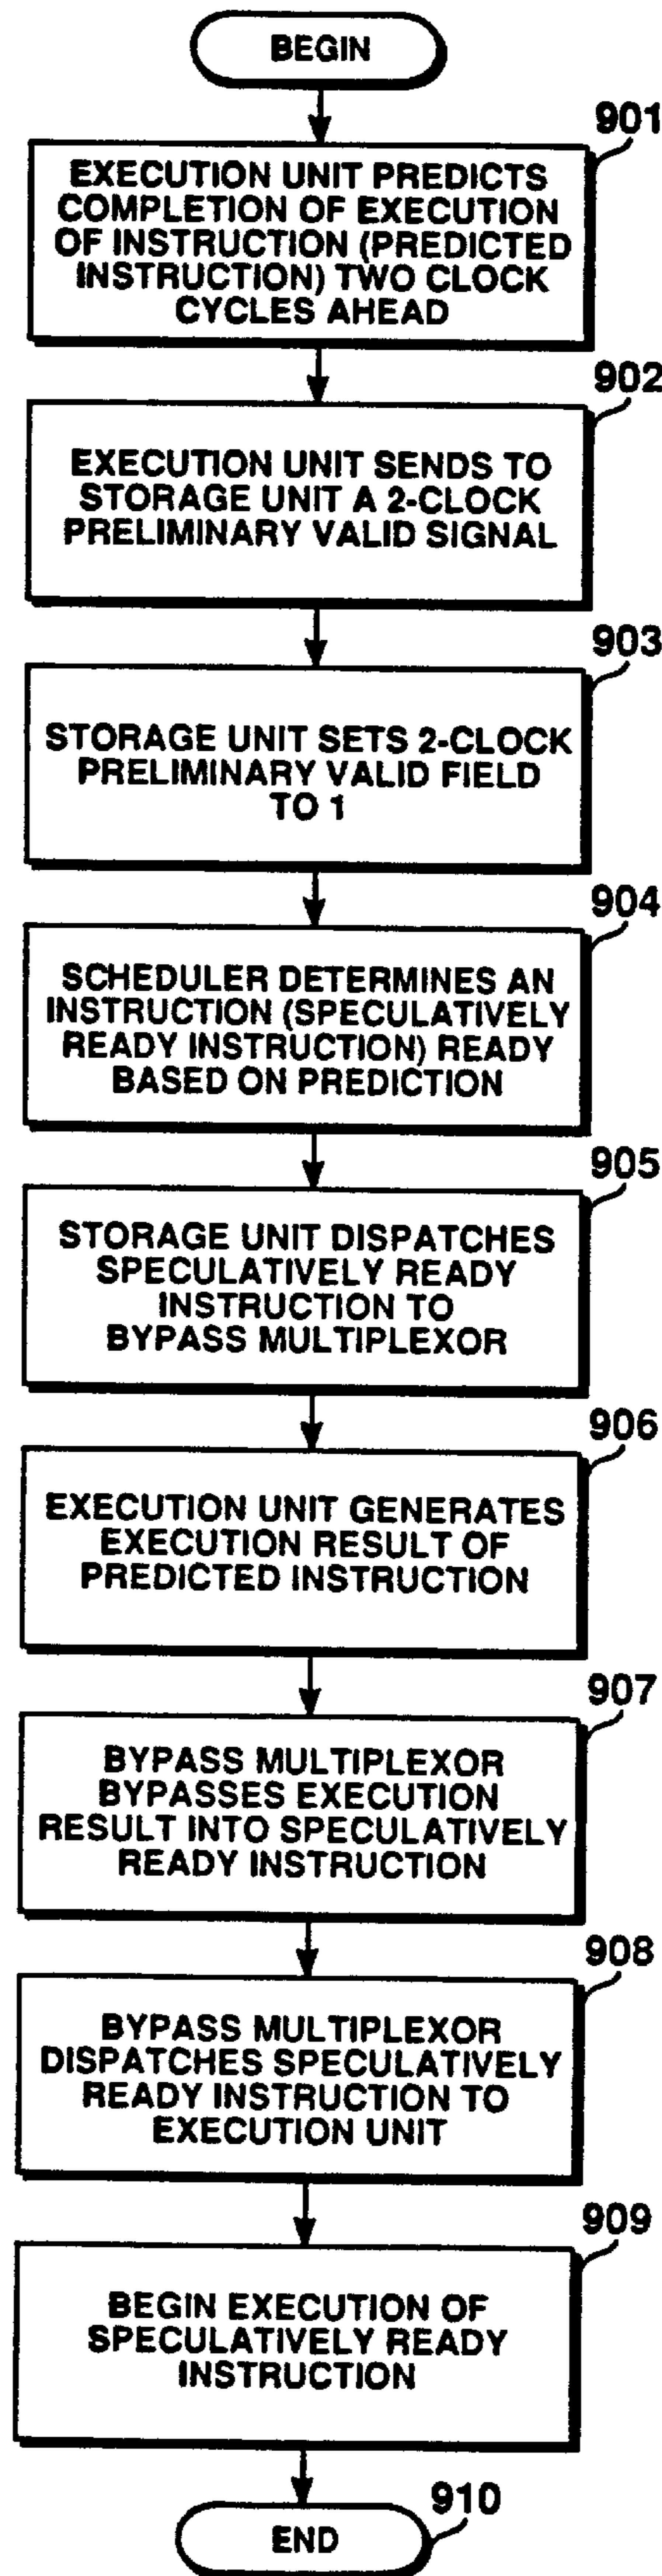 BEGIN
901
EXECUTION UNIT PREDICTS
COMPLETION OF EXECUTION
OF INSTRUCTION (PREDICTED
INSTRUCTION) TWO CLOCK
CYCLES AHEAD
902
EXECUTION UNIT SENDS TO
STORAGE UNIT A 2-CLOCK
PRELIMINARY VALID SIGNAL
903
STORAGE UNIT SETS 2-CLOCK
PRELIMINARY VALID FIELD
TO 1
904
SCHEDULER DETERMINES AN
INSTRUCTION (SPECULATIVELY
READY INSTRUCTION) READY
BASED ON PREDICTION
905
STORAGE UNIT DISPATCHES
SPECULATIVELY READY
INSTRUCTION TO
BYPASS MULTIPLEXOR
906
EXECUTION UNIT GENERATES
EXECUTION RESULT OF
PREDICTED INSTRUCTION
907
BYPASS MULTIPLEXOR
BYPASSES EXECUTION
RESULT INTO SPECULATIVELY
READY INSTRUCTION
908
BYPASS MULTIPLEXOR
DISPATCHES SPECULATIVELY
READY INSTRUCTION TO
EXECUTION UNIT
909
BEGIN EXECUTION OF
SPECULATIVELY READY
INSTRUCTION
910
END